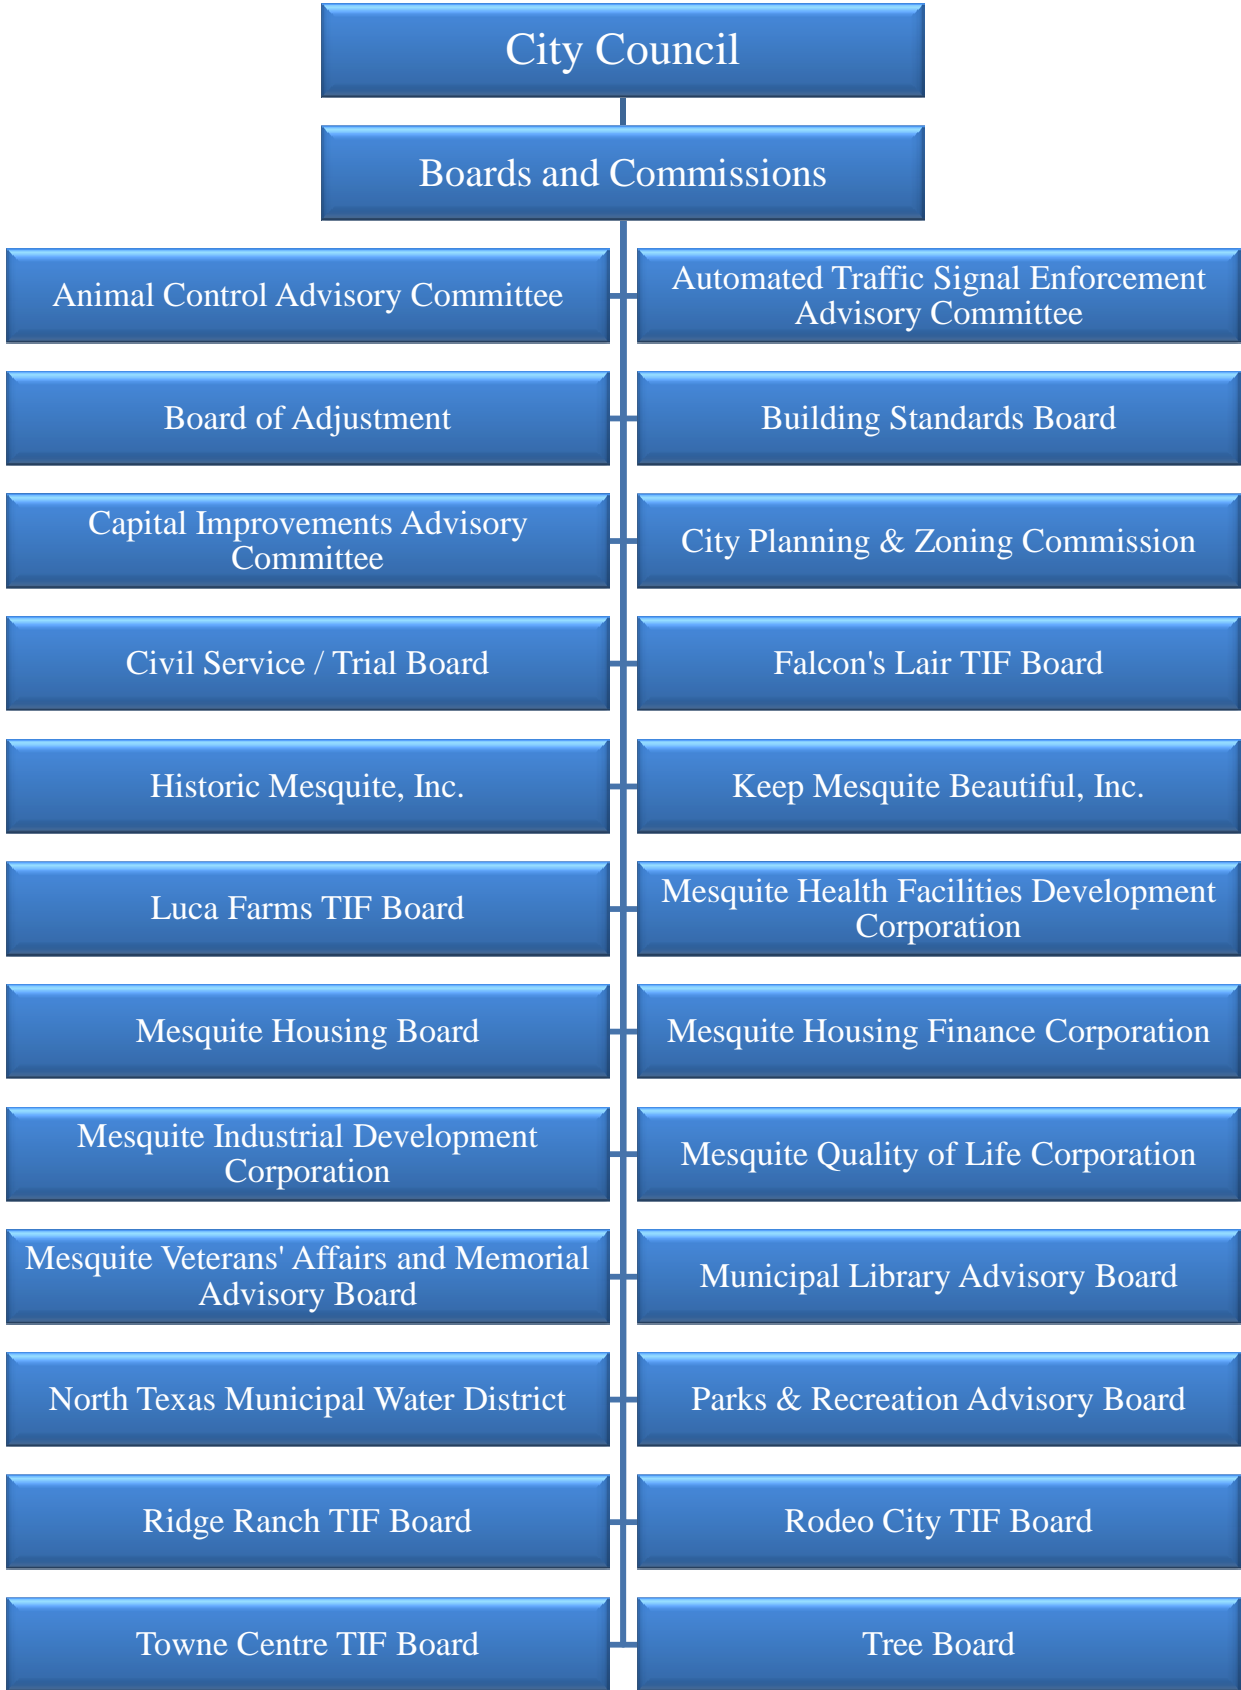 City Council
Boards and Commissions
Animal Control Advisory Committee
Automated Traffic Signal Enforcement
Advisory Committee
Board of Adjustment
Building Standards Board
Capital Improvements Advisory
Committee
City Planning & Zoning Commission
Civil Service / Trial Board
Falcon's Lair TIF Board
Historic Mesquite, Inc.
Keep Mesquite Beautiful, Inc.
Luca Farms TIF Board
Mesquite Health Facilities Development
Corporation
Mesquite Housing Board
Mesquite Housing Finance Corporation
Mesquite Industrial Development
Corporation
Mesquite Quality of Life Corporation
Mesquite Veterans' Affairs and Memorial
Advisory Board
Municipal Library Advisory Board
North Texas Municipal Water District
Parks & Recreation Advisory Board
Ridge Ranch TIF Board
Rodeo City TIF Board
Towne Centre TIF Board
Tree Board